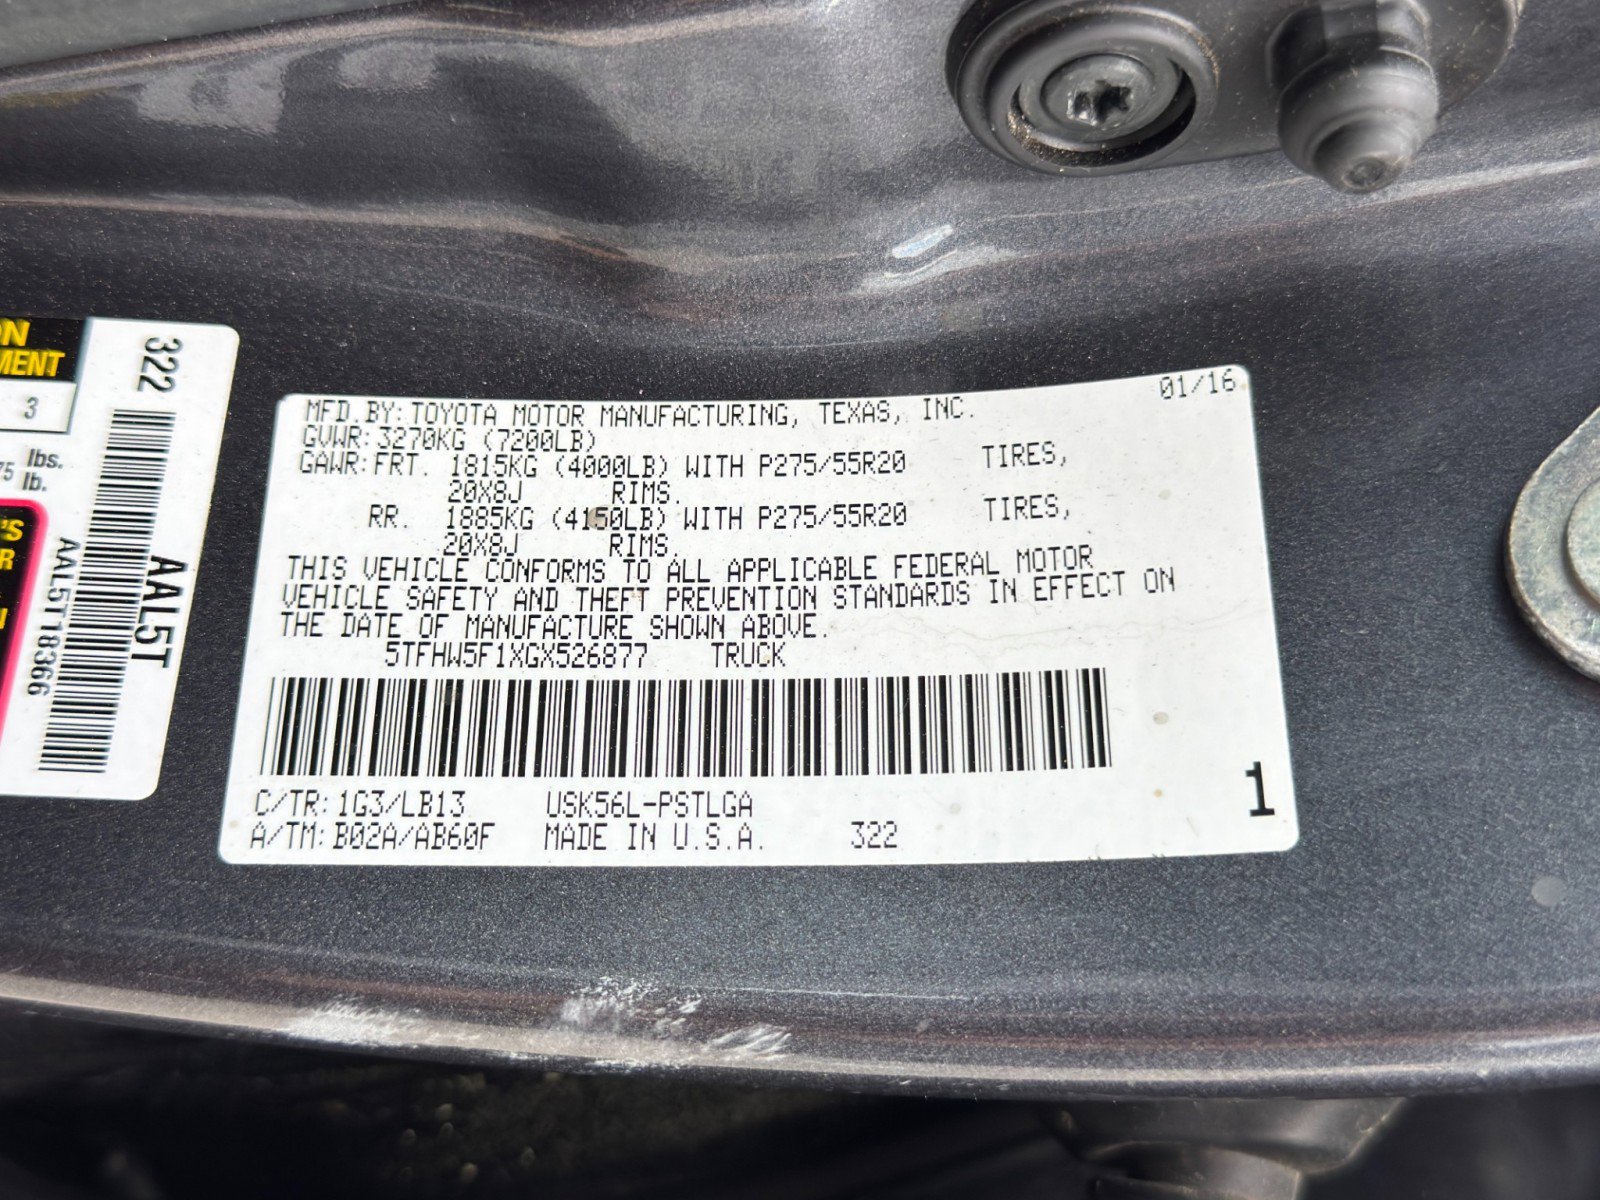 ON
MENT
3
lbs.
75 lb.
'S
R
322
AAL5T18366
AAL5T
01/16
MFD.BY:TOYOTA MOTOR MANUFACTURING, TEXAS, INC.
GVWR:3270KG (7200LB)
GAWR:FRT. 1815KG (4000LB) WITH P275/55R20 TIRES,
20X8J RIMS.
RR. 1885KG (4150LB) WITH P275/55R20 TIRES,
20X8J RIMS.
THIS VEHICLE CONFORMS TO ALL APPLICABLE FEDERAL MOTOR
VEHICLE SAFETY AND THEFT PREVENTION STANDARDS IN EFFECT ON
THE DATE OF MANUFACTURE SHOWN ABOVE.
5TFHW5F1XGX526877 TRUCK
C/TR:1G3/LB13 USK56L-PSTLGA
A/TM:B02A/AB60F MADE IN U.S.A. 322
1